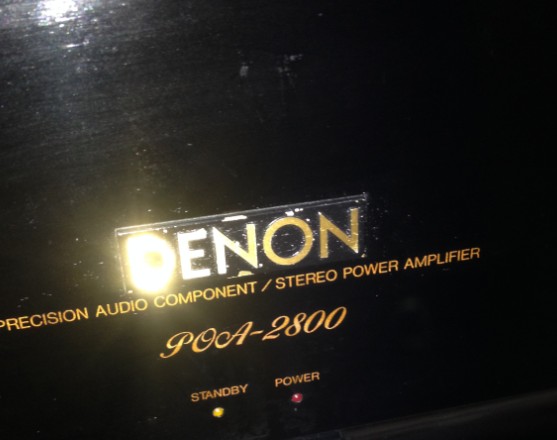 DENON
PRECISION AUDIO COMPONENT / STEREO POWER AMPLIFIER
POA-2800
STANDBY POWER